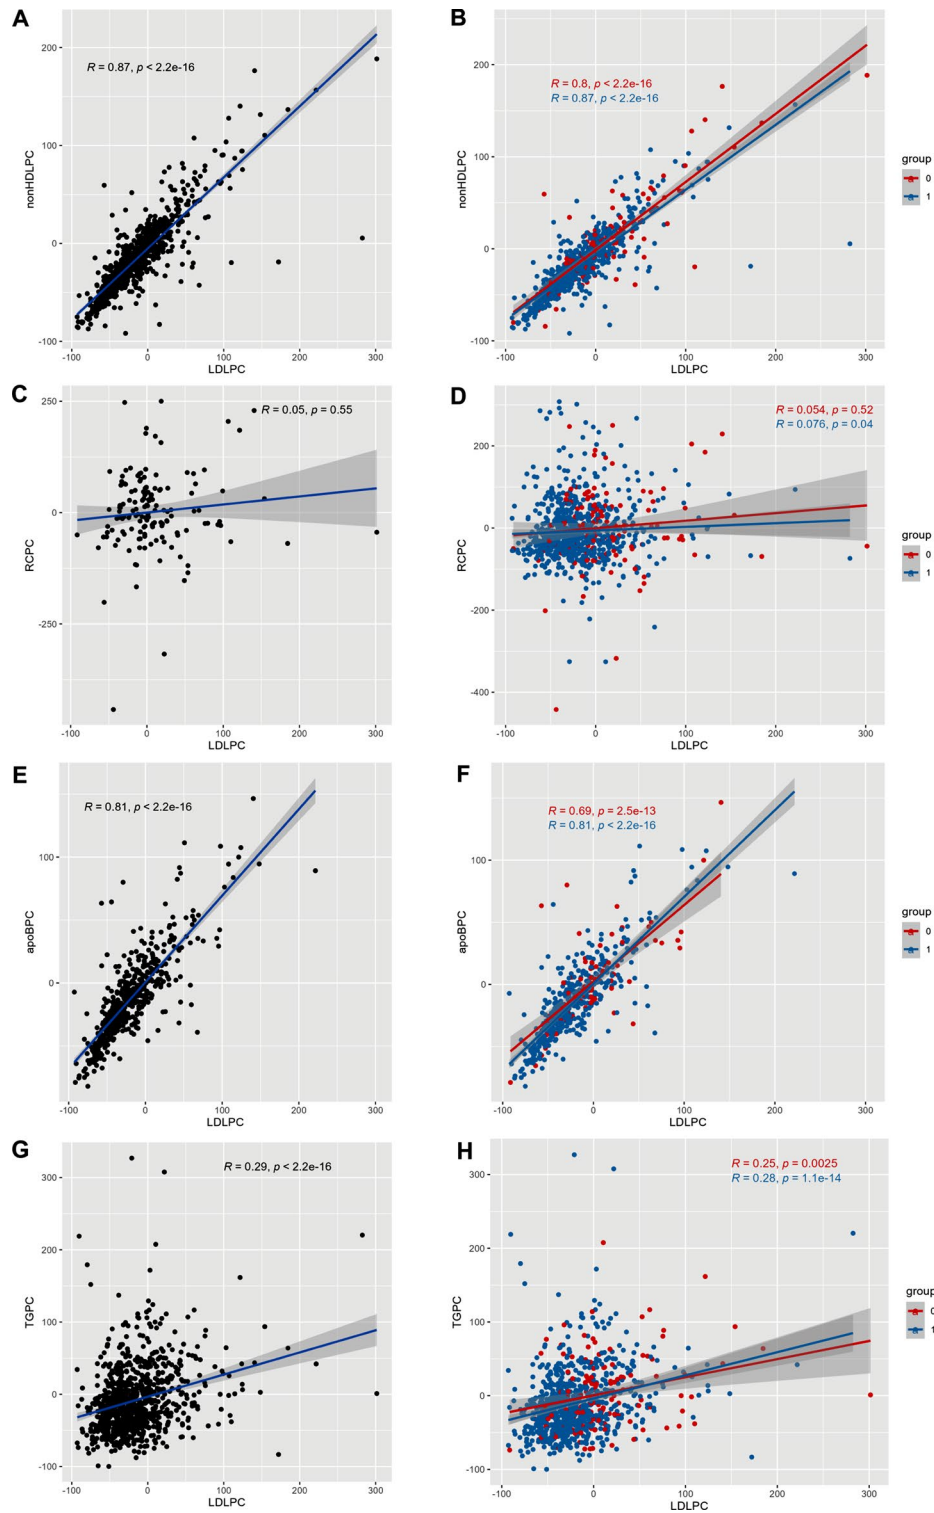 A
R = 0.87, p < 2.2e-16
nonHDLPC
200
100
0
-100
-100 0 100 200 300
LDLPC
B
R = 0.8, p < 2.2e-16
R = 0.87, p < 2.2e-16
nonHDLPC
200
100
0
-100
-100 0 100 200 300
LDLPC
group
0
1
C
R = 0.05, p = 0.55
RCPC
250
0
-250
-100 0 100 200 300
LDLPC
D
R = 0.054, p = 0.52
R = 0.076, p = 0.04
RCPC
200
0
-200
-400
-100 0 100 200 300
LDLPC
group
0
1
E
R = 0.81, p < 2.2e-16
apoBPC
100
0
-100 0 100 200 300
LDLPC
F
R = 0.69, p = 2.5e-13
R = 0.81, p < 2.2e-16
apoBPC
100
0
-100 0 100 200 300
LDLPC
group
0
1
G
R = 0.29, p < 2.2e-16
TGPC
300
200
100
0
-100
-100 0 100 200 300
LDLPC
H
R = 0.25, p = 0.0025
R = 0.28, p = 1.1e-14
TGPC
300
200
100
0
-100
-100 0 100 200 300
LDLPC
group
0
1